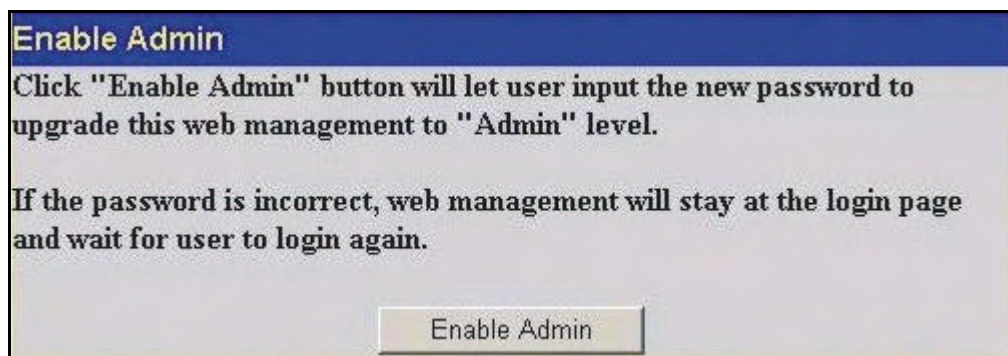 Enable Admin
Click "Enable Admin" button will let user input the new password to
upgrade this web management to "Admin" level.
If the password is incorrect, web management will stay at the login page
and wait for user to login again.
Enable Admin